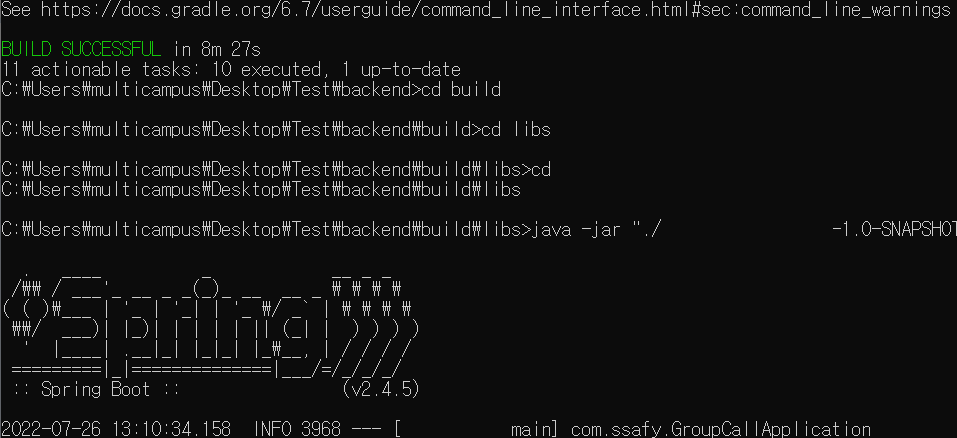 See https://docs.gradle.org/6.7/userguide/command_line_interface.html#sec:command_line_warnings
BUILD SUCCESSFUL in 8m 27s
11 actionable tasks: 10 executed, 1 up-to-date
C:₩Users₩multicampus₩Desktop₩Test₩backend>cd build
C:₩Users₩multicampus₩Desktop₩Test₩backend₩build>cd libs
C:₩Users₩multicampus₩Desktop₩Test₩backend₩build₩libs>cd
C:₩Users₩multicampus₩Desktop₩Test₩backend₩build₩libs
C:₩Users₩multicampus₩Desktop₩Test₩backend₩build₩libs>java -jar "./ -1.0-SNAPSHOT
Spring
:: Spring Boot :: (v2.4.5)
2022-07-26 13:10:34.158 INFO 3968 --- [ main] com.ssafy.GroupCallApplication